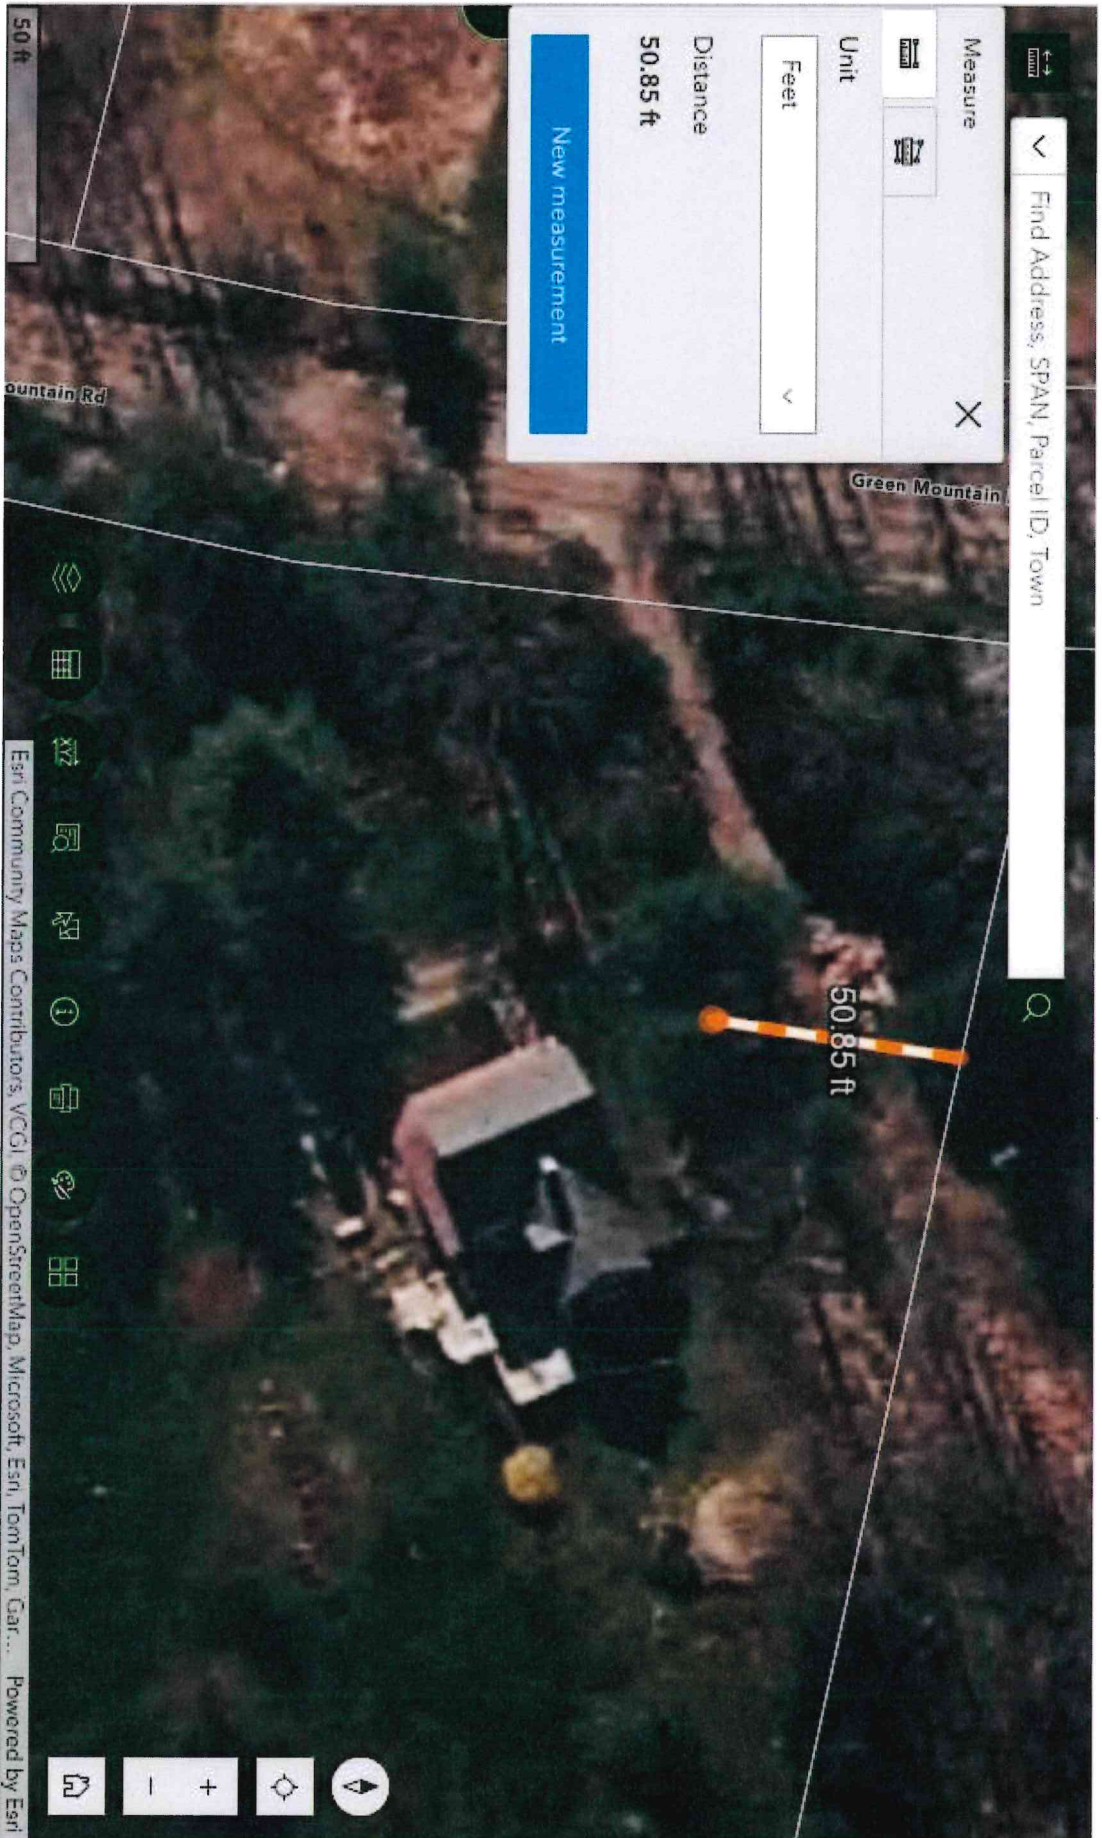 Find Address, SPAN, Parcel ID, Town
Measure
Unit
Feet
Distance
50.85 ft
New measurement
Green Mountain
ountain Rd
50.85 ft
50 ft
XYZ
Esri Community Maps Contributors, VCGI, © OpenStreetMap, Microsoft, Esri, TomTom, Gar... Powered by Esri